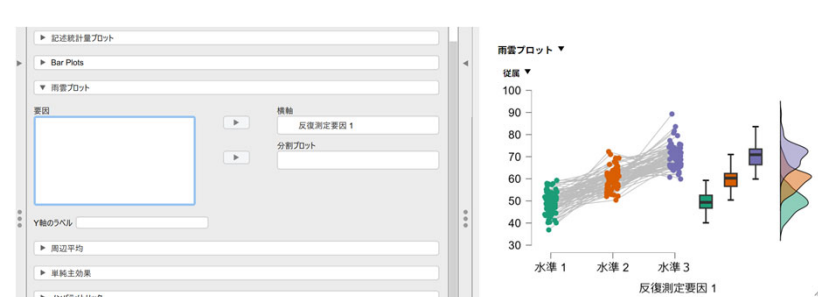 記述統計量プロット
Bar Plots
雨雲プロット
要因
横軸
反復測定要因 1
分割プロット
Y軸のラベル
周辺平均
単純主効果
雨雲プロット ▼
従属 ▼
100
90
80
70
60
50
40
30
水準 1 水準 2 水準 3
反復測定要因 1